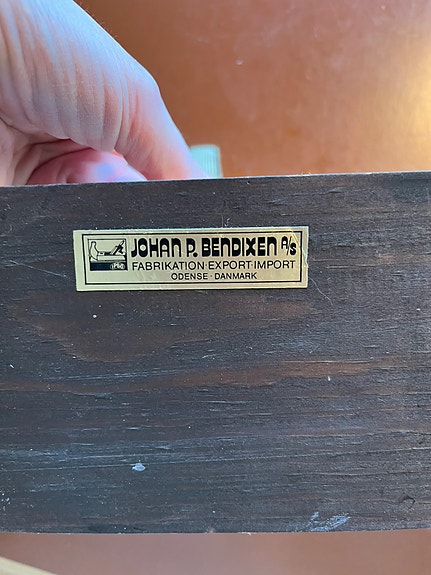 JOHAN P. BENDIXEN A/s
FABRIKATION·EXPORT·IMPORT
ODENSE · DANMARK